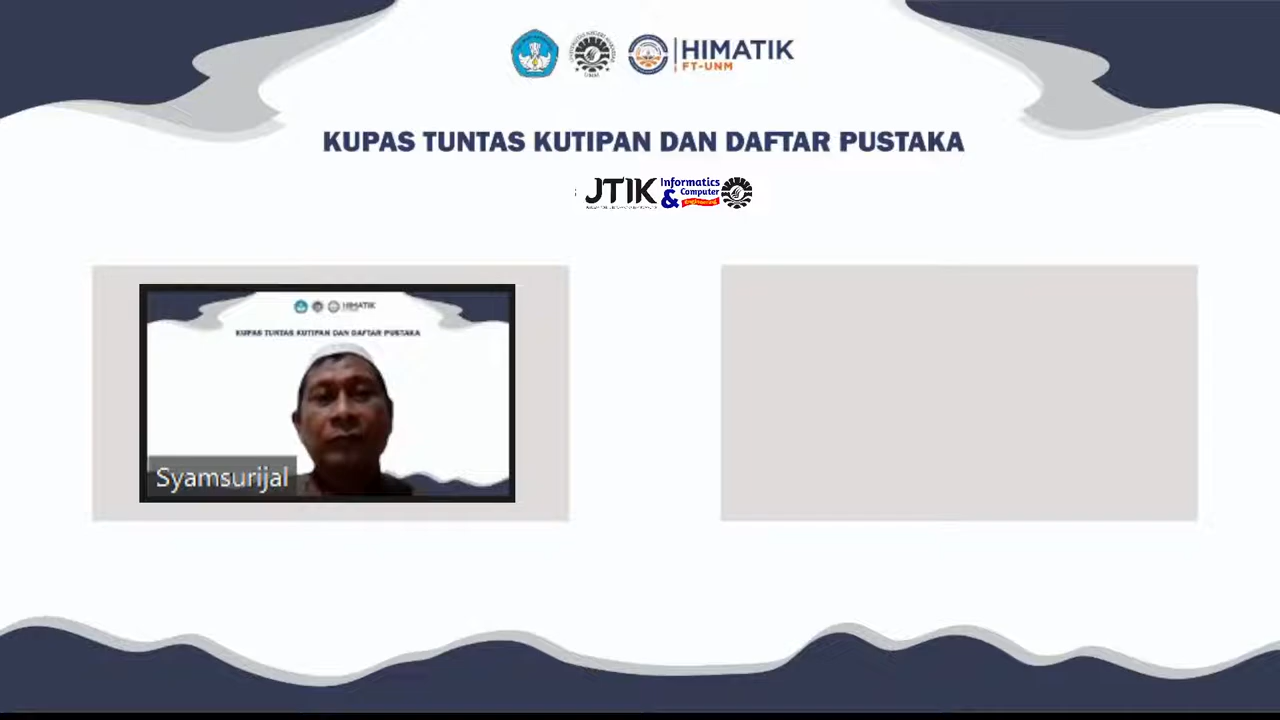 HIMATIK
FT-UNM
KUPAS TUNTAS KUTIPAN DAN DAFTAR PUSTAKA
JTIK
Informatics
& Computer
Engineering
HIMATIK
KUPAS TUNTAS KUTIPAN DAN DAFTAR PUSTAKA
Syamsurijal